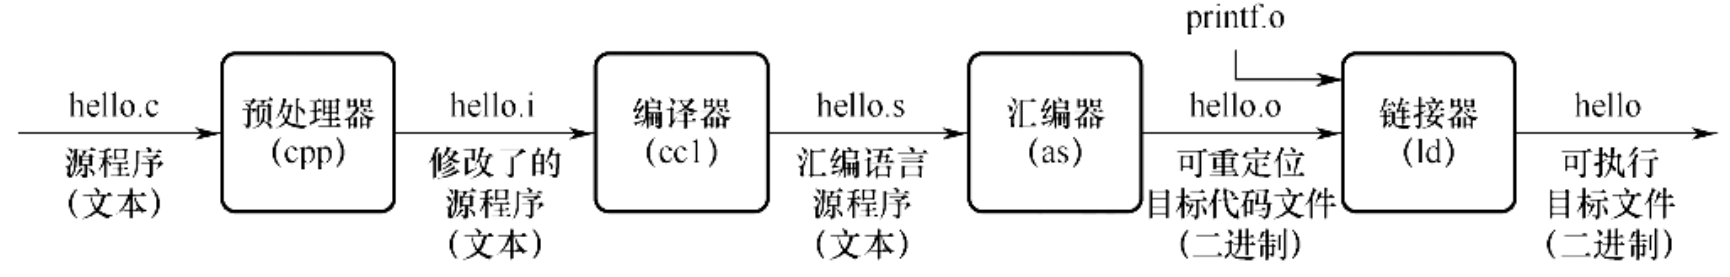 printf.o
hello.c
源程序
(文本)
预处理器
(cpp)
hello.i
修改了的
源程序
(文本)
编译器
(cc1)
hello.s
汇编语言
源程序
(文本)
汇编器
(as)
hello.o
可重定位
目标代码文件
(二进制)
链接器
(ld)
hello
可执行
目标文件
(二进制)